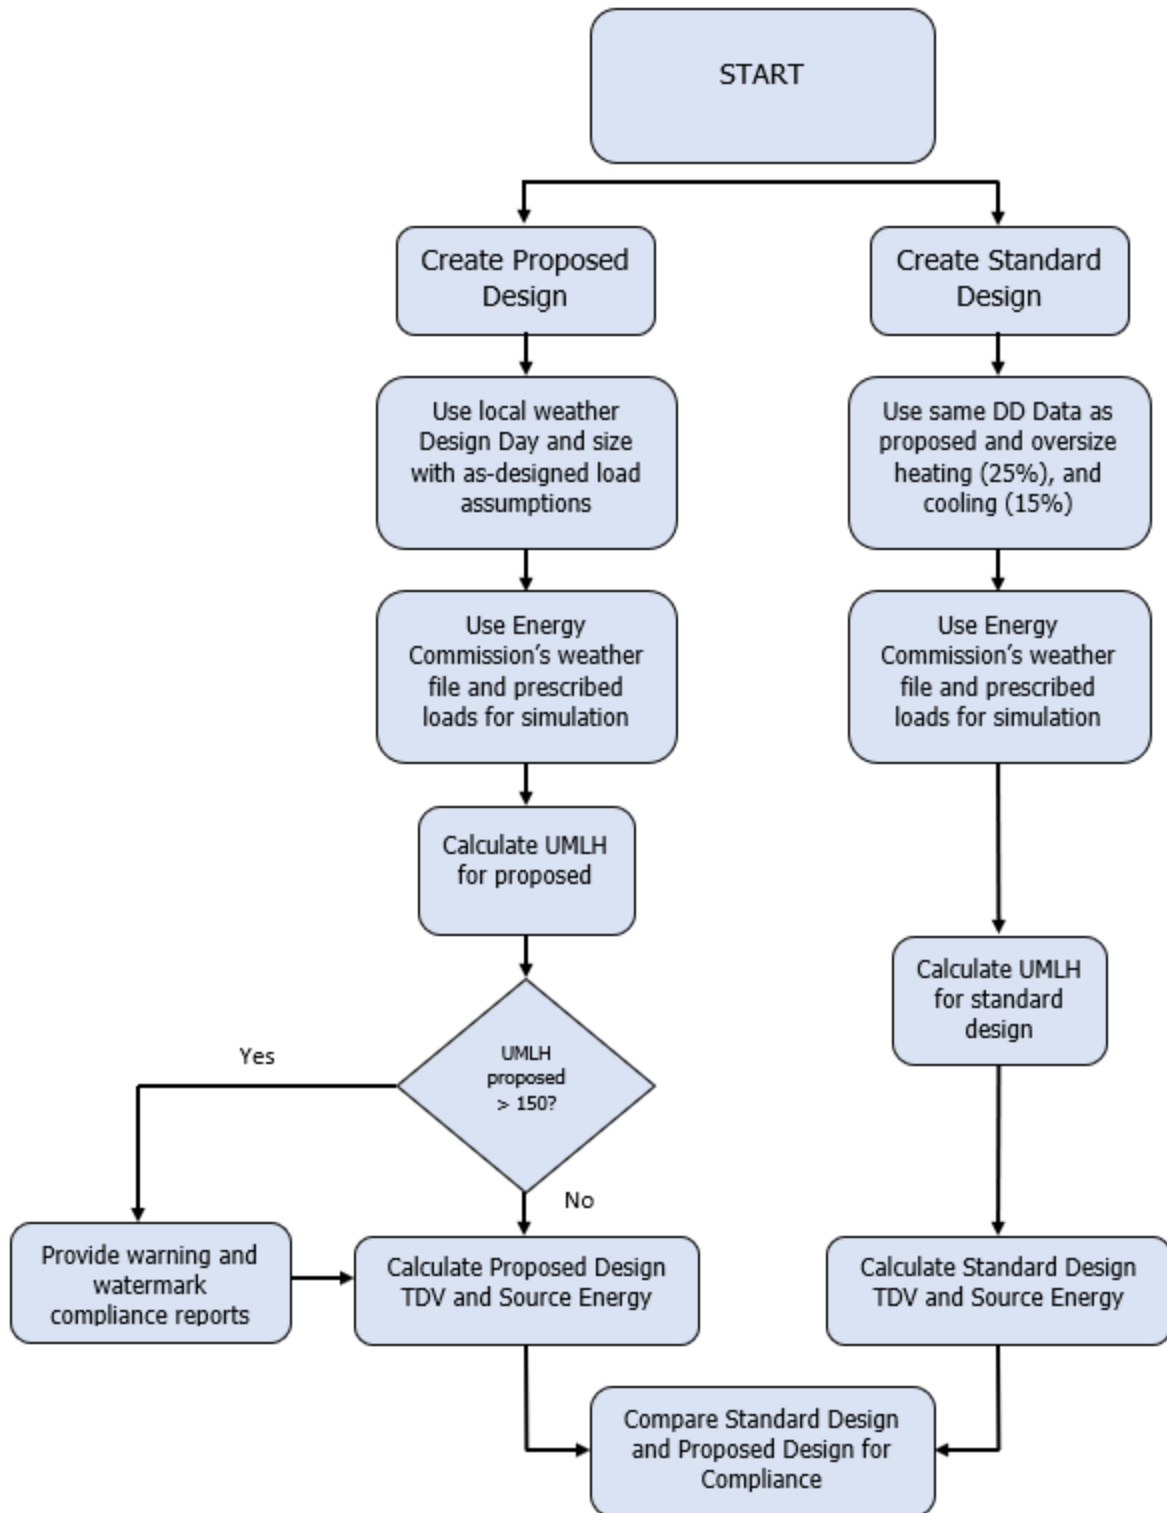 START
Create Proposed
Design
Create Standard
Design
Use local weather
Design Day and size
with as-designed load
assumptions
Use same DD Data as
proposed and oversize
heating (25%), and
cooling (15%)
Use Energy
Commission’s weather
file and prescribed
loads for simulation
Use Energy
Commission’s weather
file and prescribed
loads for simulation
Calculate UMLH
for proposed
Calculate UMLH
for standard
design
UMLH
proposed
> 150?
Yes
No
Provide warning and
watermark
compliance reports
Calculate Proposed Design
TDV and Source Energy
Calculate Standard Design
TDV and Source Energy
Compare Standard Design
and Proposed Design for
Compliance